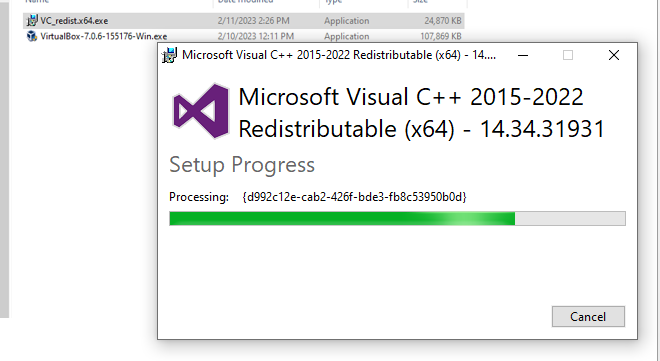 Name Date modified Type Size
VC_redist.x64.exe 2/11/2023 2:26 PM Application 24,870 KB
VirtualBox-7.0.6-155176-Win.exe 2/10/2023 12:11 PM Application 107,869 KB
Microsoft Visual C++ 2015-2022 Redistributable (x64) - 14....
Microsoft Visual C++ 2015-2022
Redistributable (x64) - 14.34.31931
Setup Progress
Processing: {d992c12e-cab2-426f-bde3-fb8c53950b0d}
Cancel